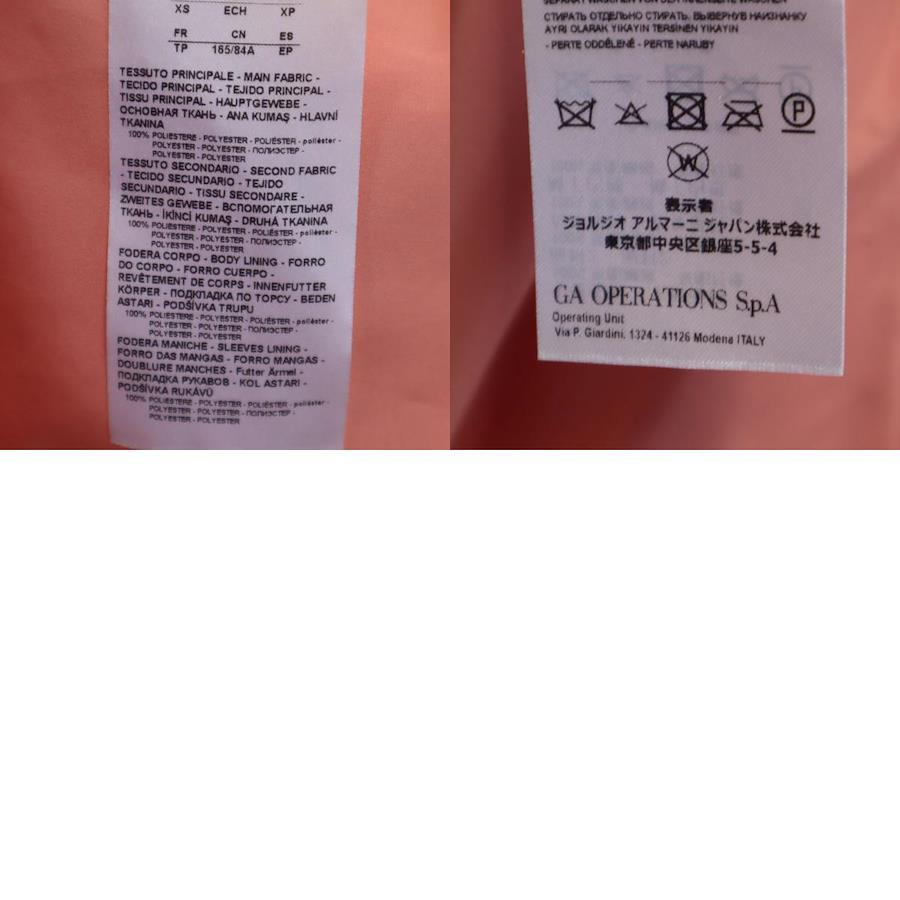 XS ECH XP
FR CN ES
TP 165/84A EP
TESSUTO PRINCIPALE - MAIN FABRIC -
TECIDO PRINCIPAL - TEJIDO PRINCIPAL -
TISSU PRINCIPAL - HAUPTGEWEBE -
ОСНОВНАЯ ТКАНЬ - ANA KUMAŞ - HLAVNÍ
TKANINA
100% POLIESTERE - POLYESTER - POLIÉSTER - poliéster -
POLYESTER - POLYESTER - ПОЛИЭСТЕР -
POLYESTER - POLYESTER
TESSUTO SECONDARIO - SECOND FABRIC
- TECIDO SECUNDARIO - TEJIDO
SECUNDARIO - TISSU SECONDAIRE -
ZWEITES GEWEBE - ВСПОМОГАТЕЛЬНАЯ
ТКАНЬ - İKİNCİ KUMAŞ - DRUHÁ TKANINA
100% POLIESTERE - POLYESTER - POLIÉSTER - poliéster -
POLYESTER - POLYESTER - ПОЛИЭСТЕР -
POLYESTER - POLYESTER
FODERA CORPO - BODY LINING - FORRO
DO CORPO - FORRO CUERPO -
REVÊTEMENT DE CORPS - INNENFUTTER
KÖRPER - ПОДКЛАДКА ПО ТОРСУ - BEDEN
ASTARI - PODŠÍVKA TRUPU
100% POLIESTERE - POLYESTER - POLIÉSTER - poliéster -
POLYESTER - POLYESTER - ПОЛИЭСТЕР -
POLYESTER - POLYESTER
FODERA MANICHE - SLEEVES LINING -
FORRO DAS MANGAS - FORRO MANGAS -
DOUBLURE MANCHES - Futter Ärmel -
ПОДКЛАДКА РУКАВОВ - KOL ASTARI -
PODŠÍVKA RUKÁVŮ
100% POLIESTERE - POLYESTER - POLIÉSTER - poliéster -
POLYESTER - POLYESTER - ПОЛИЭСТЕР -
POLYESTER - POLYESTER
SEPARAT WASCHEN VON DER INNENSEITE WASCHEN
СТИРАТЬ ОТДЕЛЬНО СТИРАТЬ, ВЫВЕРНУВ НАИЗНАНКУ
AYRI OLARAK YIKAYIN TERSİNEN YIKAYIN
- PERTE ODDĚLENĚ - PERTE NARUBY
P
W
表示者
ジョルジオ アルマーニ ジャパン株式会社
東京都中央区銀座5-5-4
GA OPERATIONS S.p.A
Operating Unit
Via P. Giardini, 1324 - 41126 Modena ITALY